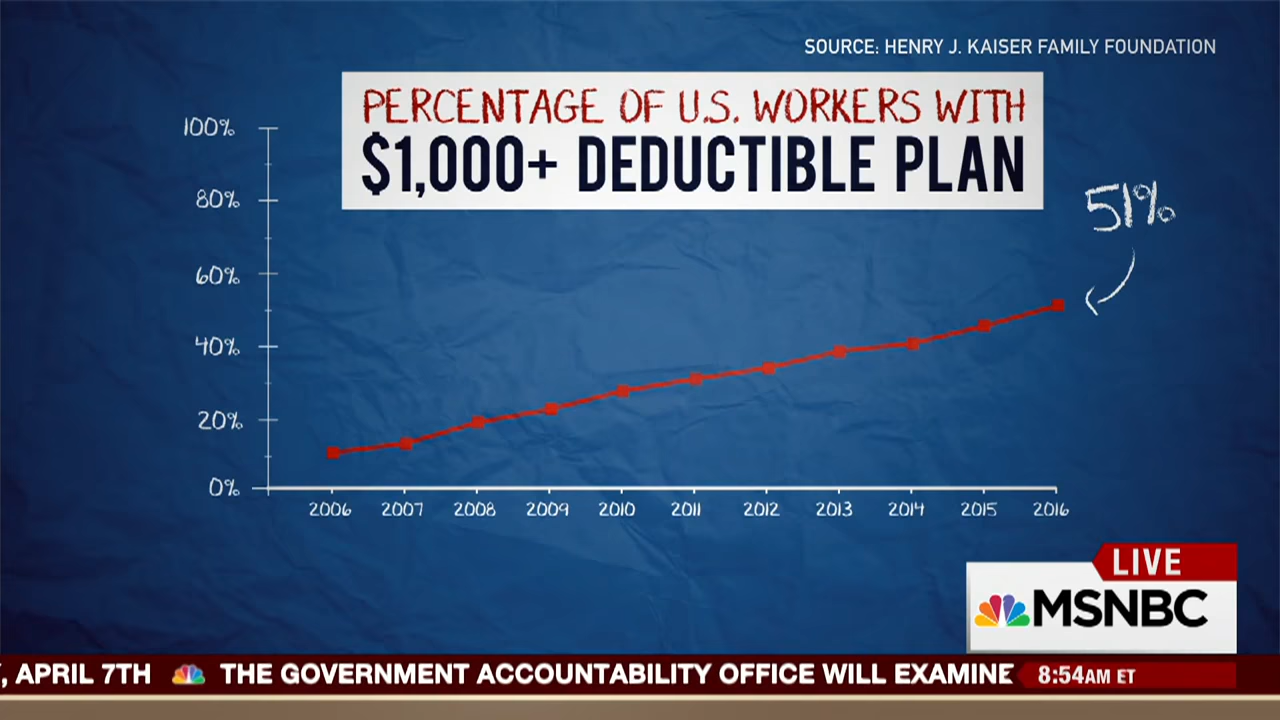 SOURCE: HENRY J. KAISER FAMILY FOUNDATION
PERCENTAGE OF U.S. WORKERS WITH
$1,000+ DEDUCTIBLE PLAN
100%
80%
60%
40%
20%
0%
51%
2006 2007 2008 2009 2010 2011 2012 2013 2014 2015 2016
LIVE
MSNBC
, APRIL 7TH THE GOVERNMENT ACCOUNTABILITY OFFICE WILL EXAMINE 8:54AM ET